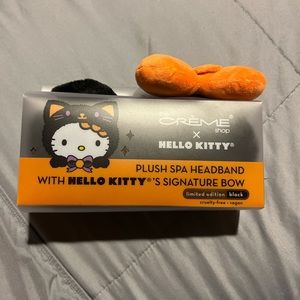 THE
CRÈME
shop
x
HELLO KITTY®
PLUSH SPA HEADBAND
WITH HELLO KITTY®'S SIGNATURE BOW
limited edition black
cruelty-free • vegan